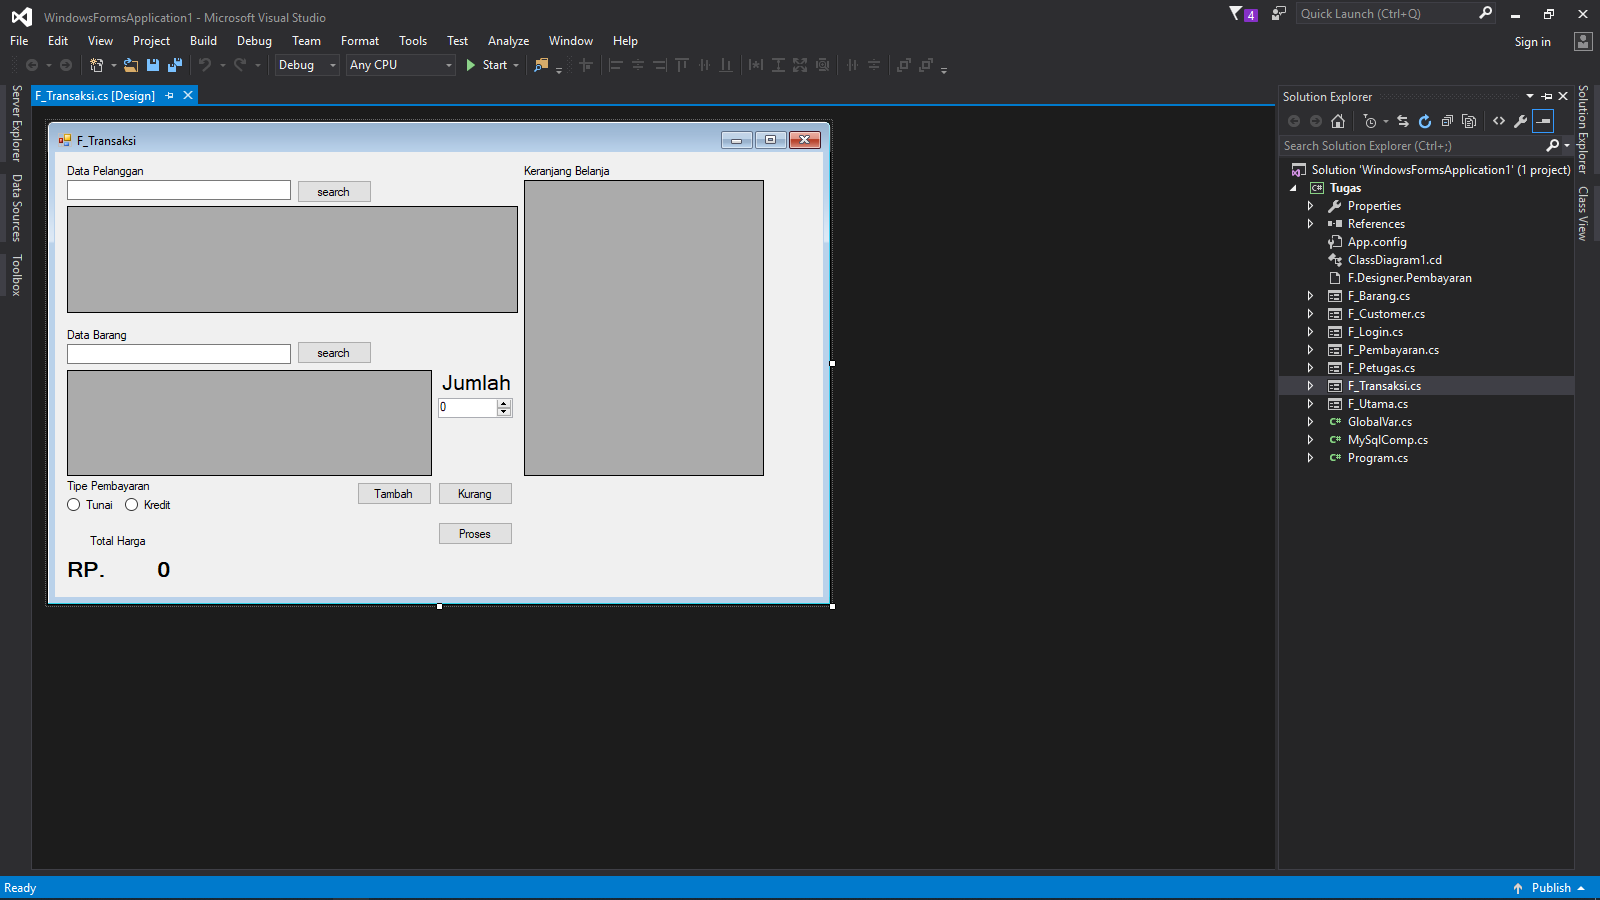 WindowsFormsApplication1 - Microsoft Visual Studio
4
Quick Launch (Ctrl+Q)
File Edit View Project Build Debug Team Format Tools Test Analyze Window Help
Sign in
Debug Any CPU Start
Server Explorer
Data Sources
Toolbox
F_Transaksi.cs [Design]
F_Transaksi
Data Pelanggan
search
Keranjang Belanja
Data Barang
search
Jumlah
0
Tipe Pembayaran
Tunai Kredit
Tambah Kurang
Proses
Total Harga
RP. 0
Solution Explorer
Search Solution Explorer (Ctrl+;)
Solution 'WindowsFormsApplication1' (1 project)
C# Tugas
Properties
References
App.config
ClassDiagram1.cd
F.Designer.Pembayaran
F_Barang.cs
F_Customer.cs
F_Login.cs
F_Pembayaran.cs
F_Petugas.cs
F_Transaksi.cs
F_Utama.cs
C# GlobalVar.cs
C# MySqlComp.cs
C# Program.cs
Solution Explorer
Class View
Ready
Publish